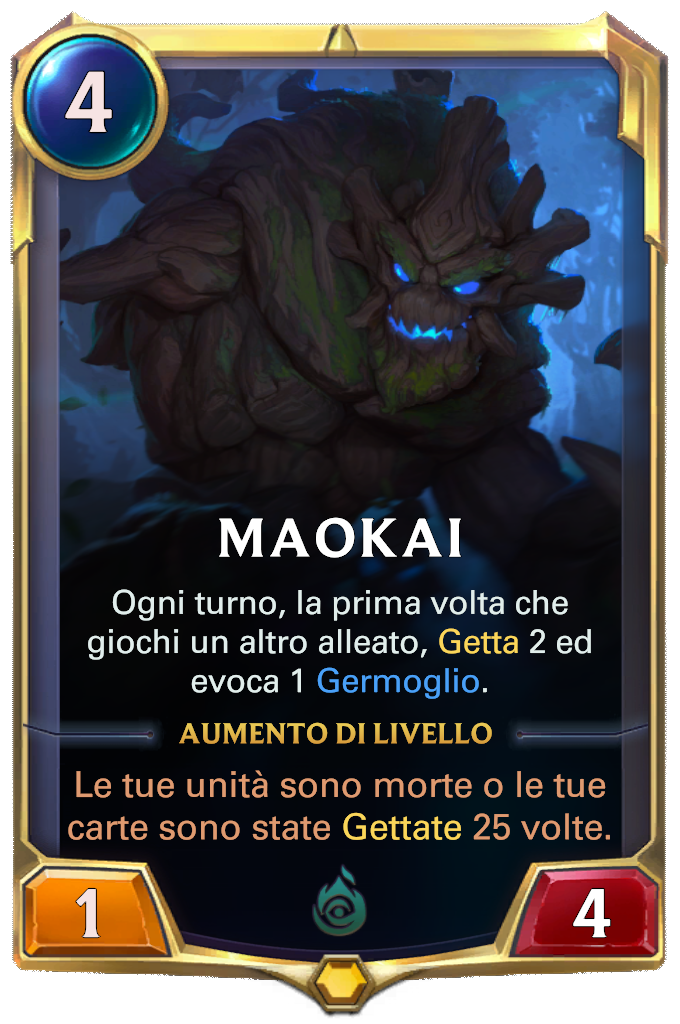 4
MAOKAI
Ogni turno, la prima volta che
giochi un altro alleato, Getta 2 ed
evoca 1 Germoglio.
AUMENTO DI LIVELLO
Le tue unità sono morte o le tue
carte sono state Gettate 25 volte.
1
4